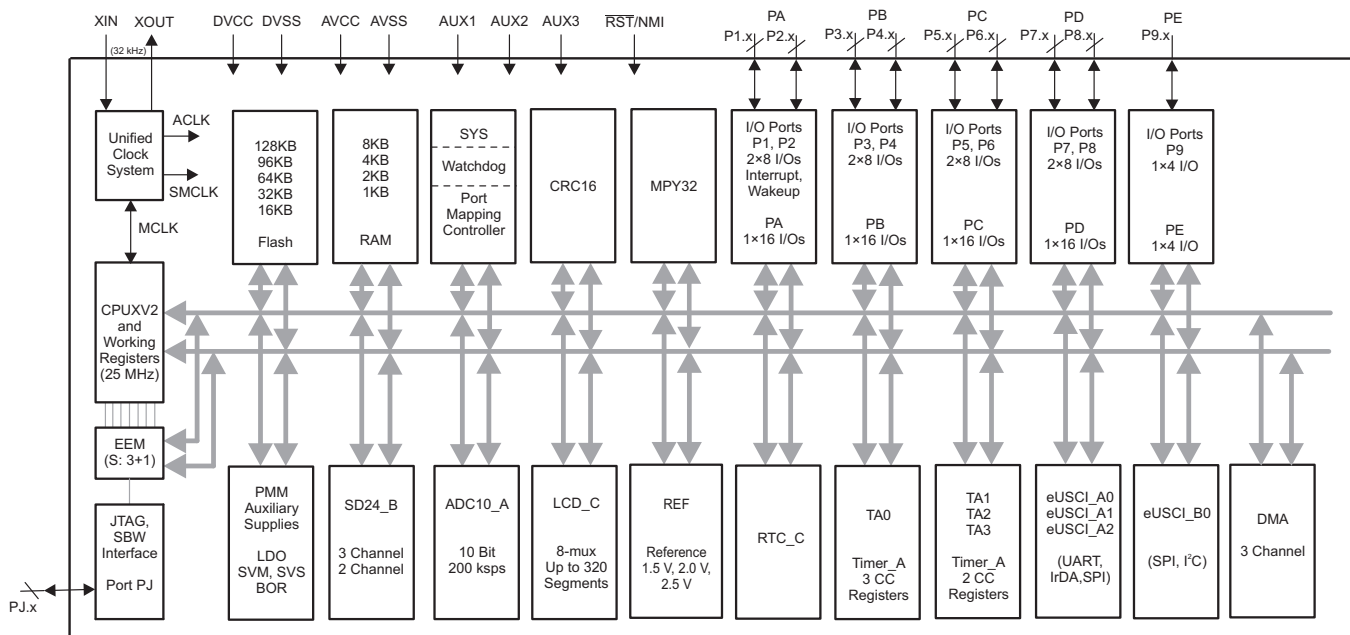 XIN
XOUT
(32 kHz)
DVCC
DVSS
AVCC
AVSS
AUX1
AUX2
AUX3
RST/NMI
PA
P1.x
P2.x
PB
P3.x
P4.x
PC
P5.x
P6.x
PD
P7.x
P8.x
PE
P9.x
Unified
Clock
System
ACLK
SMCLK
MCLK
128KB
96KB
64KB
32KB
16KB
Flash
8KB
4KB
2KB
1KB
RAM
SYS
Watchdog
Port
Mapping
Controller
CRC16
MPY32
I/O Ports
P1, P2
2×8 I/Os
Interrupt,
Wakeup
PA
1×16 I/Os
I/O Ports
P3, P4
2×8 I/Os
PB
1×16 I/Os
I/O Ports
P5, P6
2×8 I/Os
PC
1×16 I/Os
I/O Ports
P7, P8
2×8 I/Os
PD
1×16 I/Os
I/O Ports
P9
1×4 I/O
PE
1×4 I/O
CPUXV2
and
Working
Registers
(25 MHz)
EEM
(S: 3+1)
JTAG,
SBW
Interface
Port PJ
PJ.x
PMM
Auxiliary
Supplies
LDO
SVM, SVS
BOR
SD24_B
3 Channel
2 Channel
ADC10_A
10 Bit
200 ksps
LCD_C
8-mux
Up to 320
Segments
REF
Reference
1.5 V, 2.0 V,
2.5 V
RTC_C
TA0
Timer_A
3 CC
Registers
TA1
TA2
TA3
Timer_A
2 CC
Registers
eUSCI_A0
eUSCI_A1
eUSCI_A2
(UART,
IrDA,SPI)
eUSCI_B0
(SPI, I²C)
DMA
3 Channel